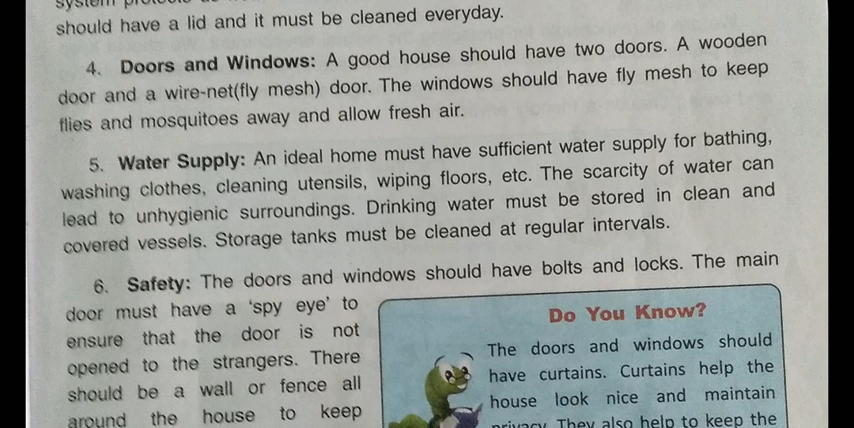 should have a lid and it must be cleaned everyday.
4. Doors and Windows: A good house should have two doors. A wooden
door and a wire-net(fly mesh) door. The windows should have fly mesh to keep
flies and mosquitoes away and allow fresh air.
5. Water Supply: An ideal home must have sufficient water supply for bathing,
washing clothes, cleaning utensils, wiping floors, etc. The scarcity of water can
lead to unhygienic surroundings. Drinking water must be stored in clean and
covered vessels. Storage tanks must be cleaned at regular intervals.
6. Safety: The doors and windows should have bolts and locks. The main
door must have a 'spy eye' to
ensure that the door is not
opened to the strangers. There
should be a wall or fence all
around the house to keep
Do You Know?
The doors and windows should
have curtains. Curtains help the
house look nice and maintain
privacy. They also help to keep the